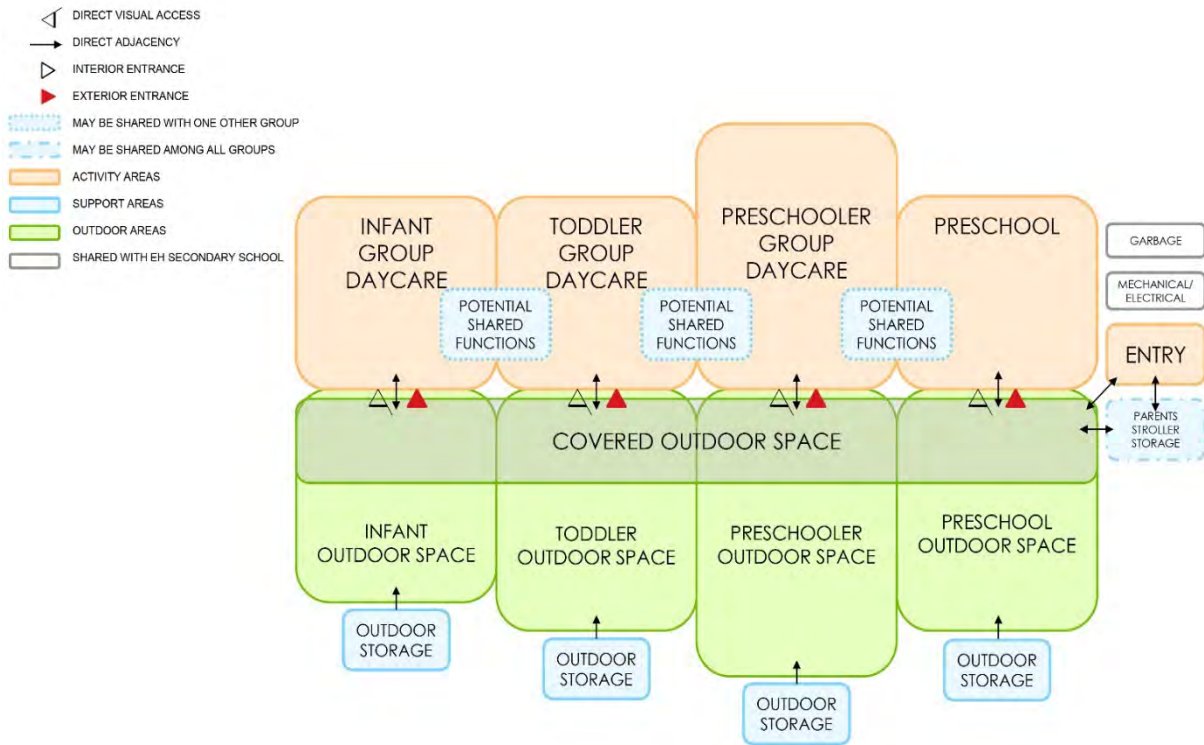 DIRECT VISUAL ACCESS
DIRECT ADJACENCY
INTERIOR ENTRANCE
EXTERIOR ENTRANCE
MAY BE SHARED WITH ONE OTHER GROUP
MAY BE SHARED AMONG ALL GROUPS
ACTIVITY AREAS
SUPPORT AREAS
OUTDOOR AREAS
SHARED WITH EH SECONDARY SCHOOL
INFANT
GROUP
DAYCARE
TODDLER
GROUP
DAYCARE
PRESCHOOLER
GROUP
DAYCARE
PRESCHOOL
POTENTIAL
SHARED
FUNCTIONS
POTENTIAL
SHARED
FUNCTIONS
POTENTIAL
SHARED
FUNCTIONS
GARBAGE
MECHANICAL/
ELECTRICAL
ENTRY
PARENTS
STROLLER
STORAGE
COVERED OUTDOOR SPACE
INFANT
OUTDOOR SPACE
TODDLER
OUTDOOR SPACE
PRESCHOOLER
OUTDOOR SPACE
PRESCHOOL
OUTDOOR SPACE
OUTDOOR
STORAGE
OUTDOOR
STORAGE
OUTDOOR
STORAGE
OUTDOOR
STORAGE